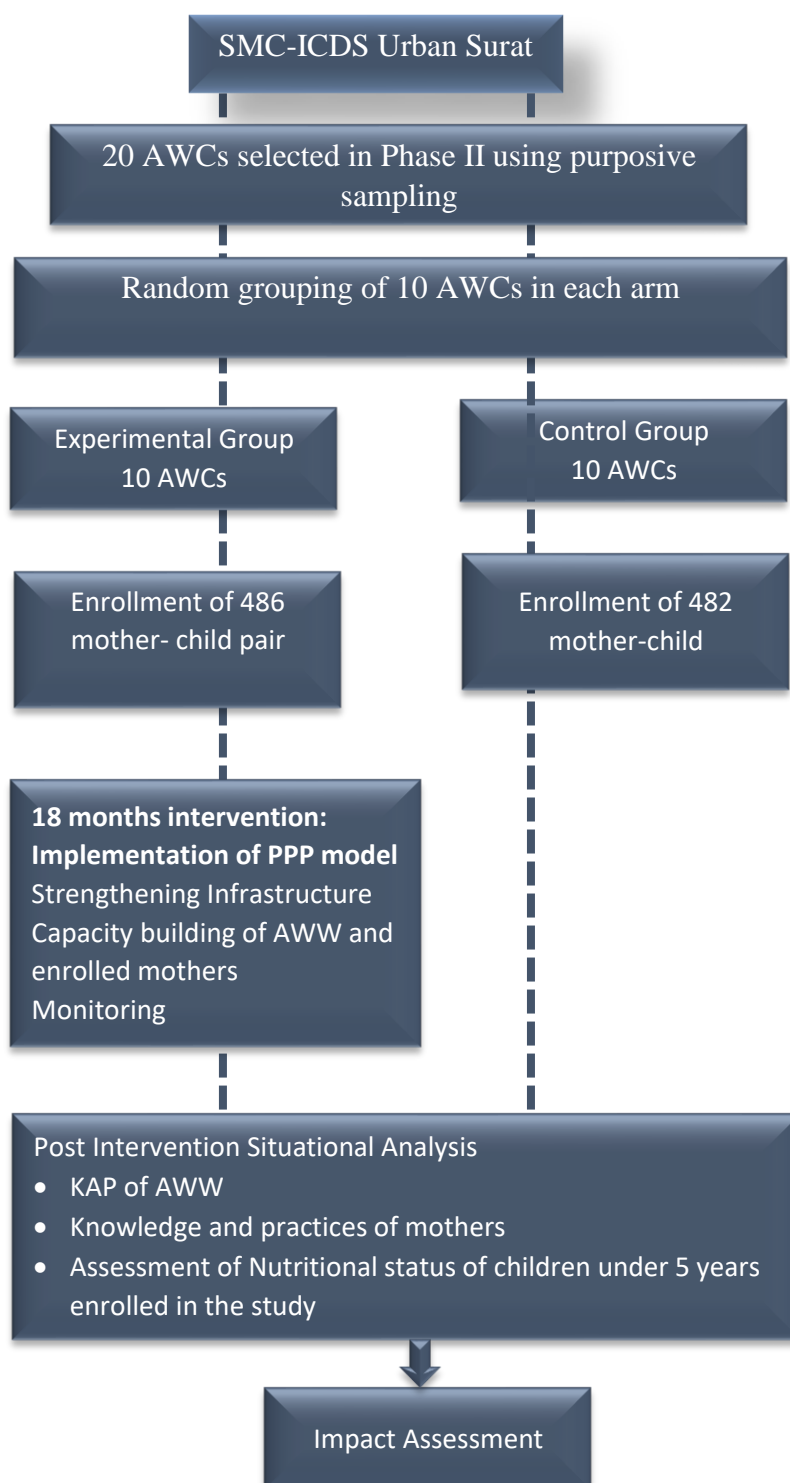 SMC-ICDS Urban Surat
20 AWCs selected in Phase II using purposive
sampling
Random grouping of 10 AWCs in each arm
Experimental Group
10 AWCs
Control Group
10 AWCs
Enrollment of 486
mother- child pair
Enrollment of 482
mother-child
18 months intervention:
Implementation of PPP model
Strengthening Infrastructure
Capacity building of AWW and
enrolled mothers
Monitoring
Post Intervention Situational Analysis
• KAP of AWW
• Knowledge and practices of mothers
• Assessment of Nutritional status of children under 5 years
enrolled in the study
Impact Assessment